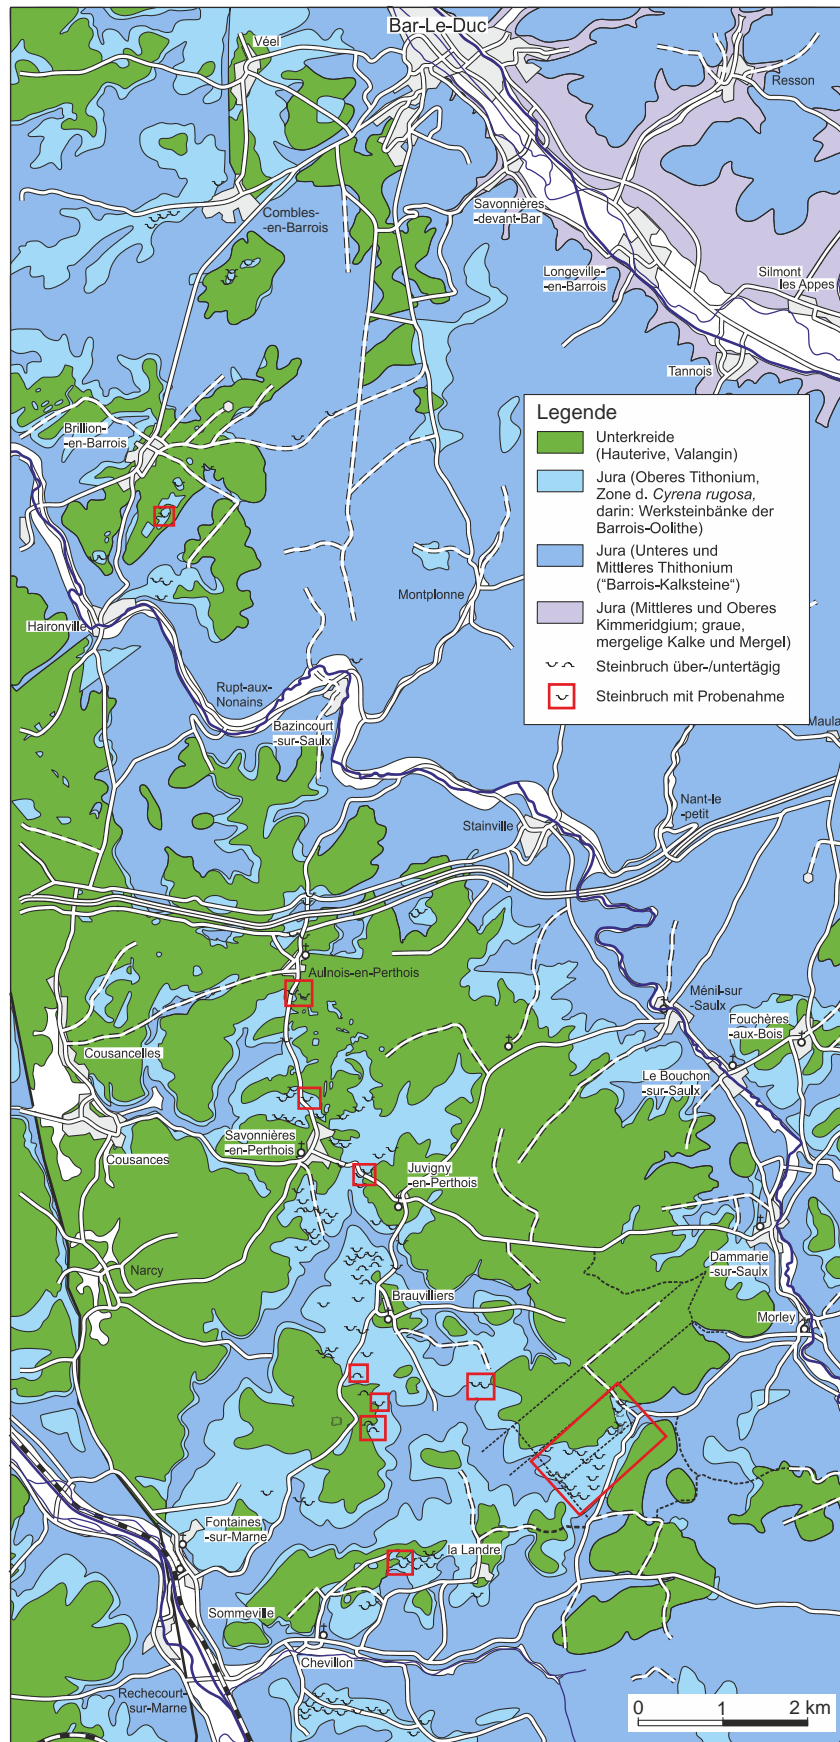 Bar-Le-Duc
Véel
Resson
Combles-
-en-Barrois
Savonnières
-devant-Bar
Longeville-
-en-Barrois
Silmont
les Appes
Tannois
Brillion-
-en-Barrois
Legende
Unterkreide
(Hauterive, Valangin)
Jura (Oberes Tithonium,
Zone d. Cyrena rugosa,
darin: Werksteinbänke der
Barrois-Oolithe)
Jura (Unteres und
Mittleres Thithonium
("Barrois-Kalksteine")
Jura (Mittleres und Oberes
Kimmeridgium; graue,
mergelige Kalke und Mergel)
Steinbruch über-/untertägig
Steinbruch mit Probenahme
Montplonne
Haironville
Rupt-aux-
Nonains
Bazincourt
-sur-Saulx
Maula
Nant-le
-petit
Stainville
Aulnois-en-Perthois
Ménil-sur
-Saulx
Fouchères
-aux-Bois
Cousancelles
Le Bouchon
-sur-Saulx
Savonnières
-en-Perthois
Cousances
Juvigny
-en-Perthois
Dammarie
-sur-Saulx
Narcy
Brauvilliers
Morley
Fontaines
-sur-Marne
la Landre
Sommeville
Chevillon
Rechecourt
-sur-Marne
0 1 2 km